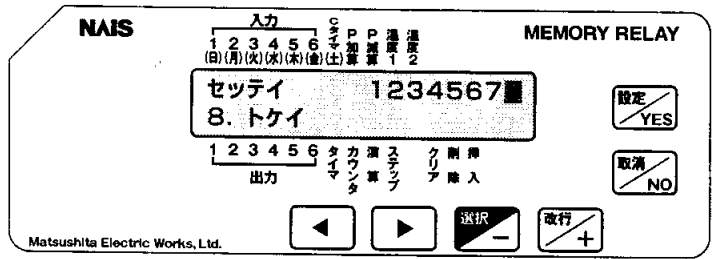 NAiS
MEMORY RELAY
入力
1 2 3 4 5 6
(日)(月)(火)(水)(木)(金)(土)
Cタイマ
P加算
P減算
温度1
温度2
セッテイ 1234567
8. トケイ
1 2 3 4 5 6
出力
タイマ
カウンタ
演算
ステップ
クリア
削除
挿入
設定/YES
取消/NO
◀
▶
選択/−
改行/+
Matsushita Electric Works, Ltd.